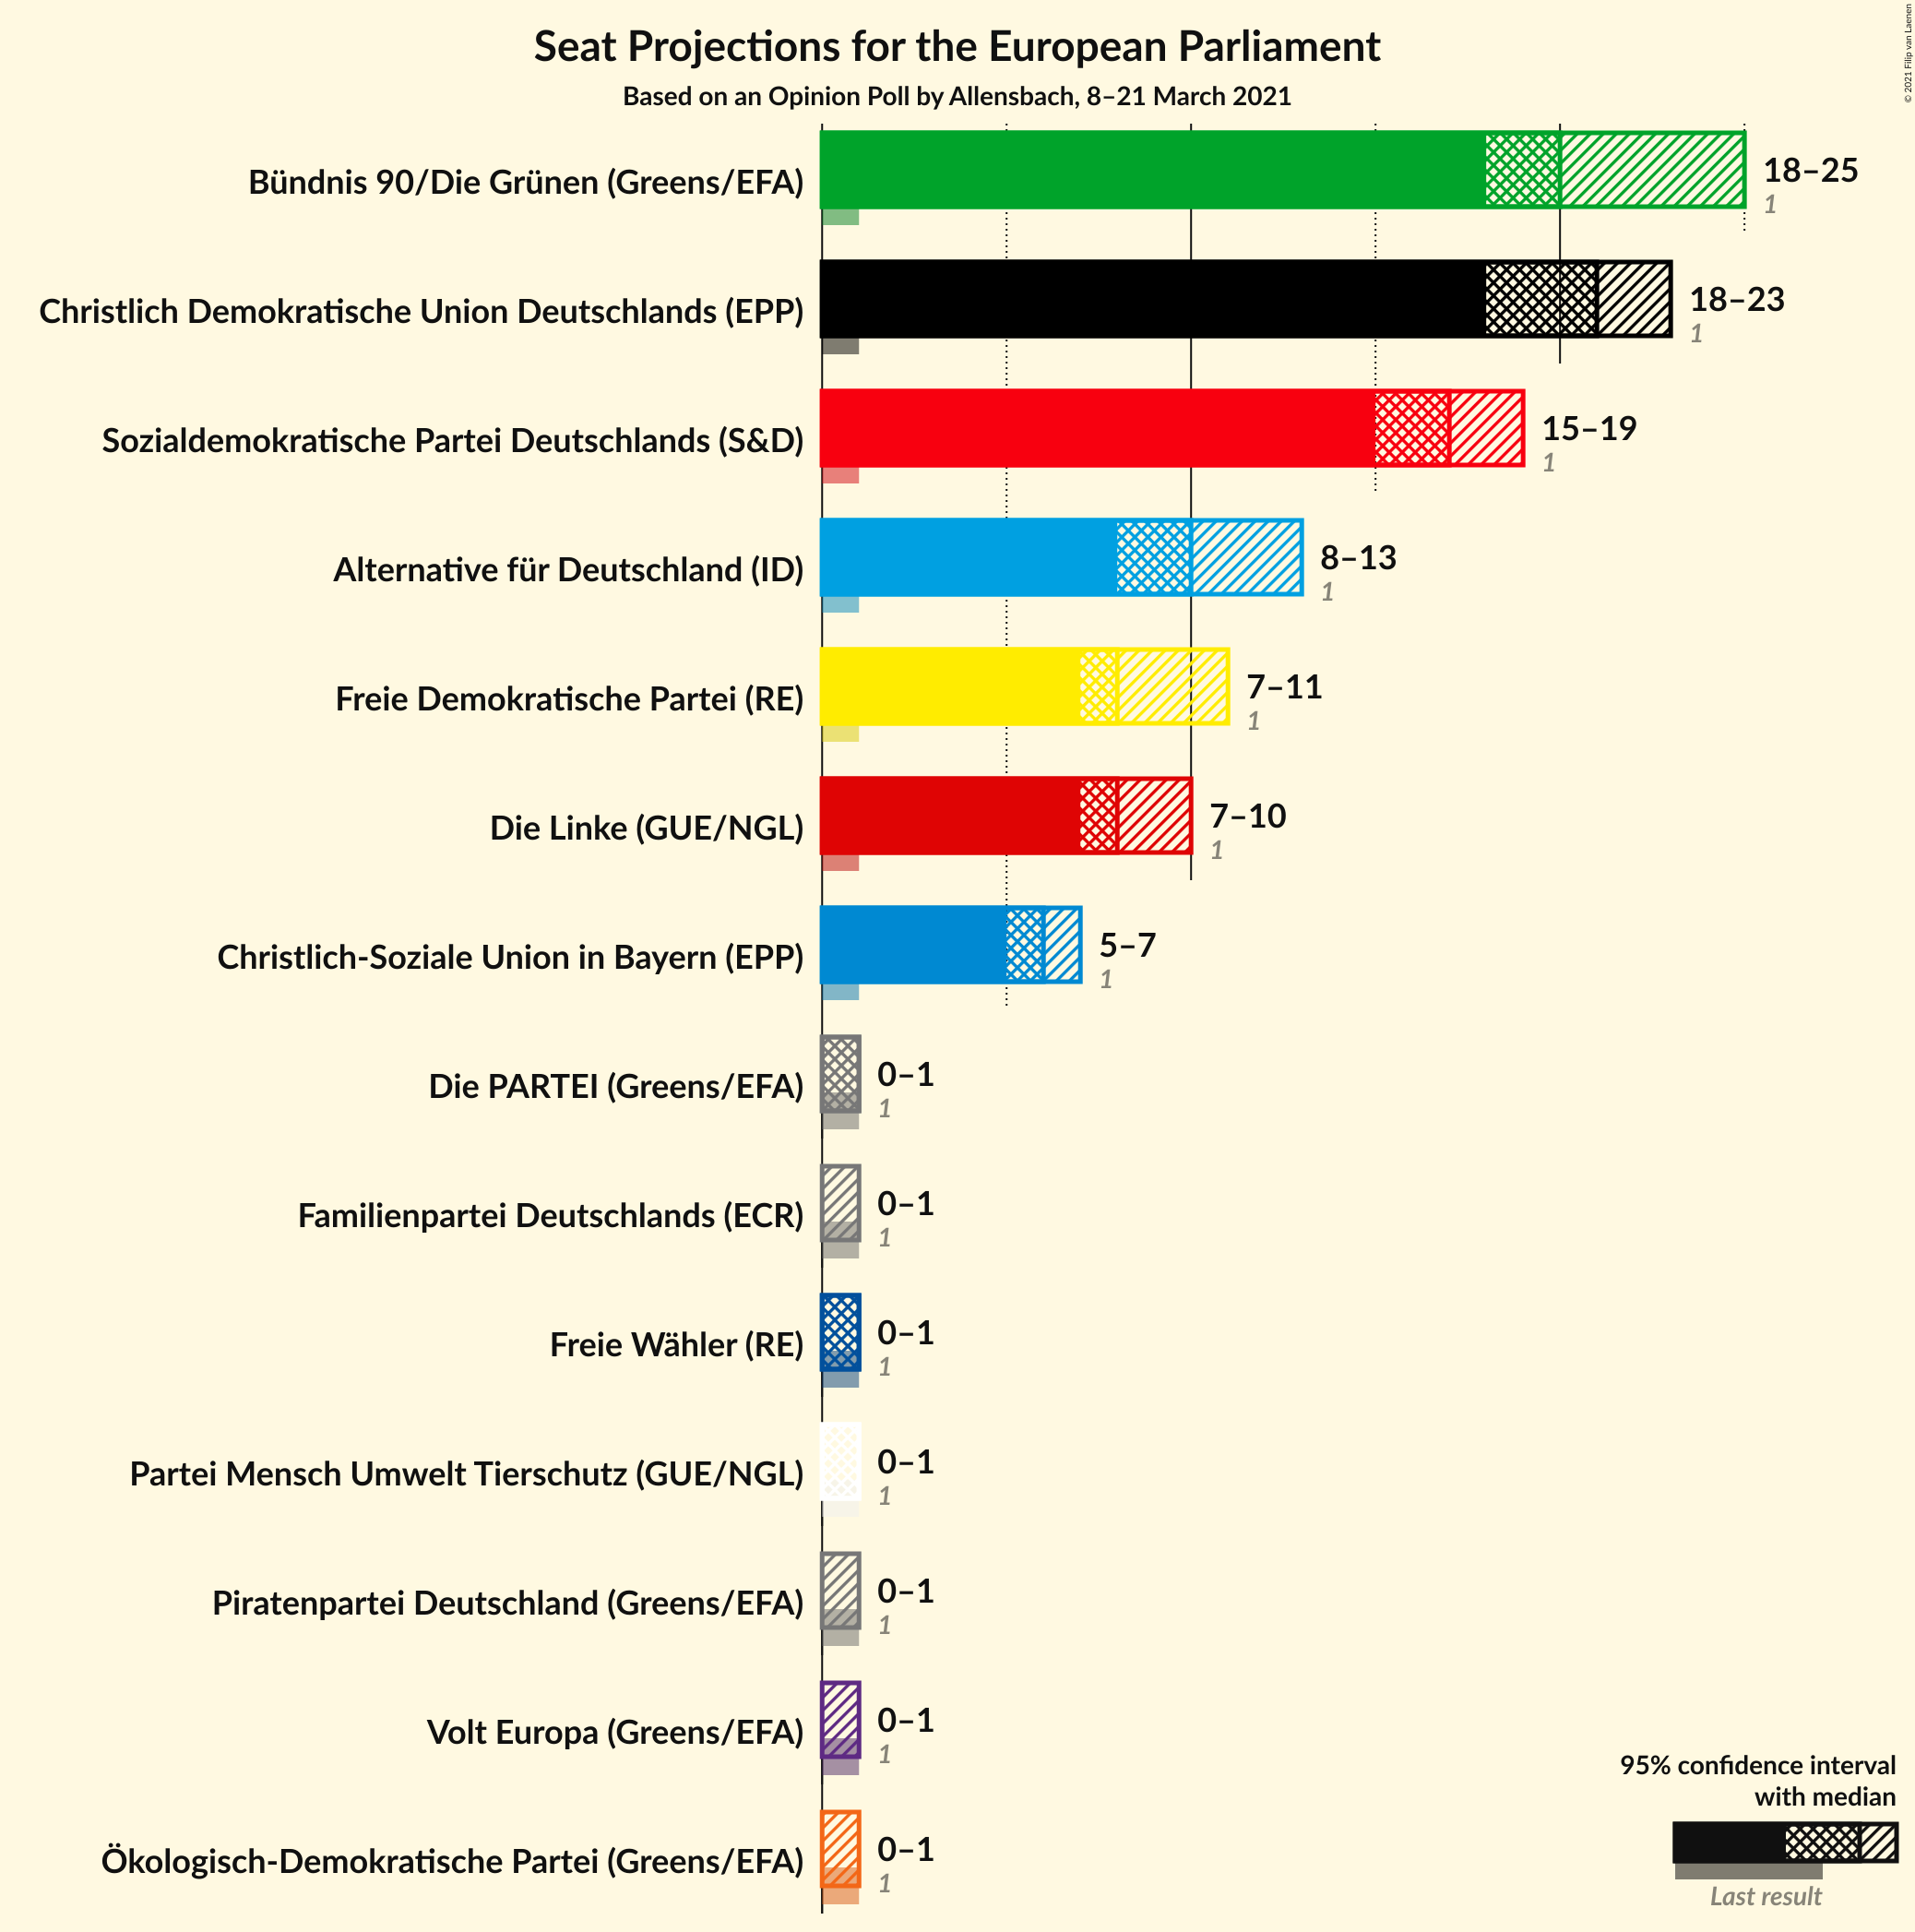 Seat Projections for the European Parliament
Based on an Opinion Poll by Allensbach, 8–21 March 2021
© 2021 Filip van Laenen
Bündnis 90/Die Grünen (Greens/EFA)
18–25
1
Christlich Demokratische Union Deutschlands (EPP)
18–23
1
Sozialdemokratische Partei Deutschlands (S&D)
15–19
1
Alternative für Deutschland (ID)
8–13
1
Freie Demokratische Partei (RE)
7–11
1
Die Linke (GUE/NGL)
7–10
1
Christlich-Soziale Union in Bayern (EPP)
5–7
1
Die PARTEI (Greens/EFA)
0–1
1
Familienpartei Deutschlands (ECR)
0–1
1
Freie Wähler (RE)
0–1
1
Partei Mensch Umwelt Tierschutz (GUE/NGL)
0–1
1
Piratenpartei Deutschland (Greens/EFA)
0–1
1
Volt Europa (Greens/EFA)
0–1
1
Ökologisch-Demokratische Partei (Greens/EFA)
0–1
1
95% confidence interval
with median
Last result